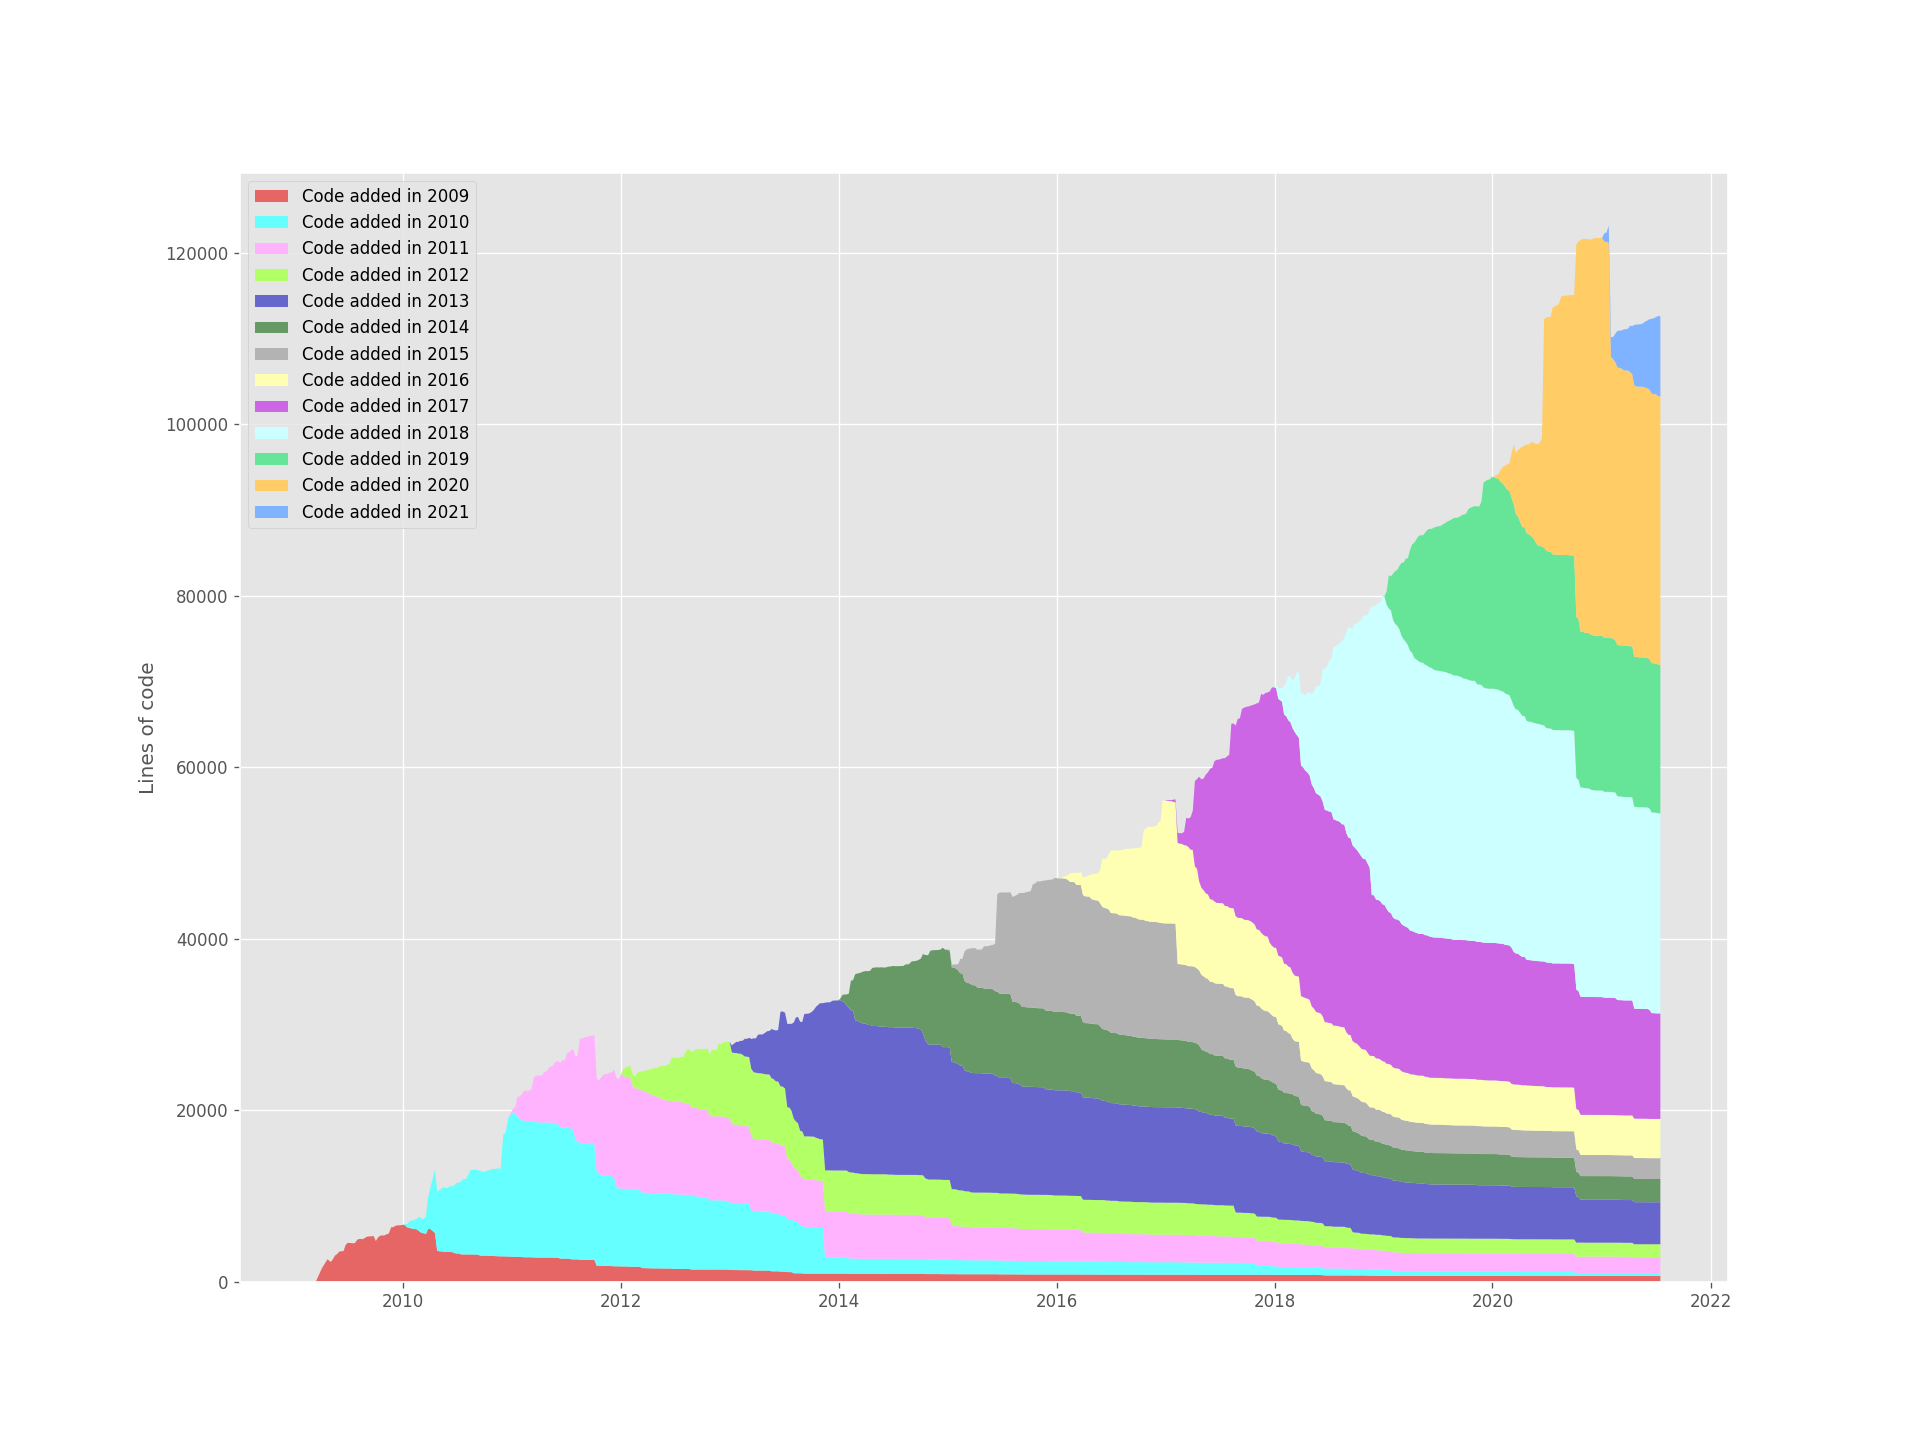 Code added in 2009
Code added in 2010
Code added in 2011
Code added in 2012
Code added in 2013
Code added in 2014
Code added in 2015
Code added in 2016
Code added in 2017
Code added in 2018
Code added in 2019
Code added in 2020
Code added in 2021
120000
100000
80000
60000
40000
20000
0
Lines of code
2010 2012 2014 2016 2018 2020 2022